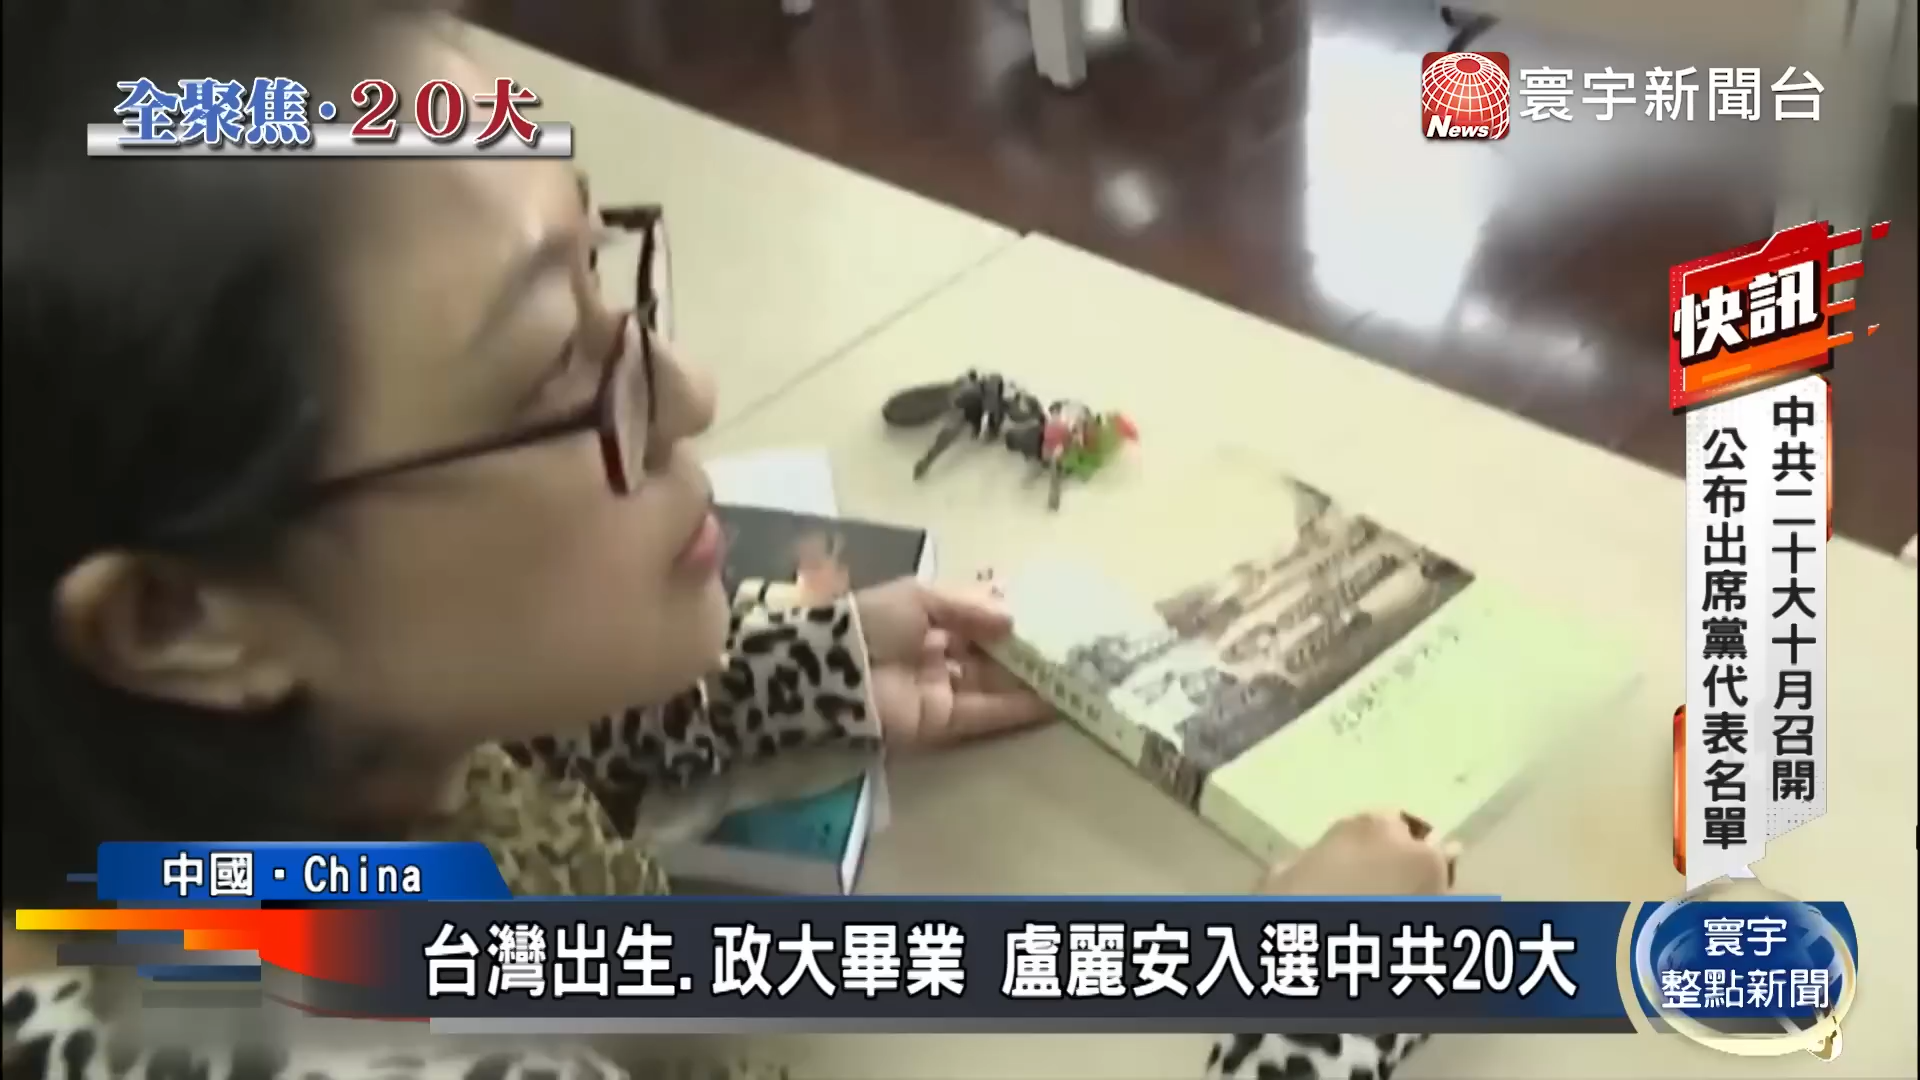 全聚焦·20大
News 寰宇新聞台
快訊
中共二十大十月召開
公布出席黨代表名單
中國·China
台灣出生.政大畢業 盧麗安入選中共20大
寰宇
整點新聞